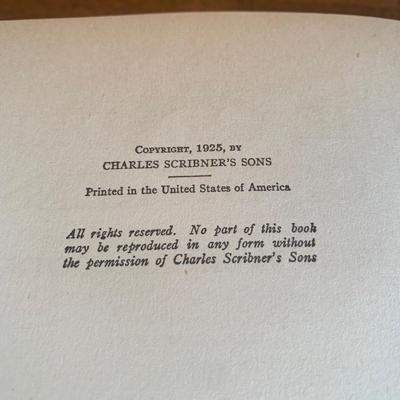 COPYRIGHT, 1925, BY
CHARLES SCRIBNER'S SONS
Printed in the United States of America
All rights reserved. No part of this book
may be reproduced in any form without
the permission of Charles Scribner's Sons